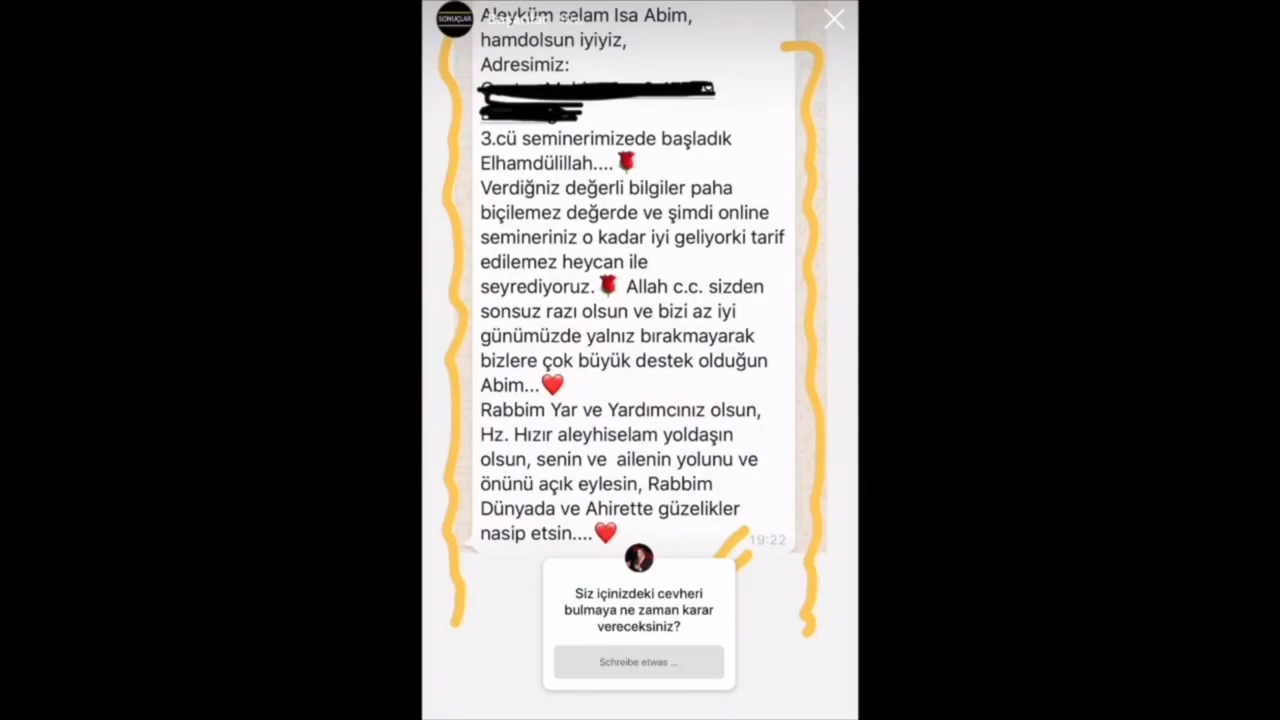 SONUÇLAR
Aleyküm selam Isa Abim,
hamdolsun iyiyiz,
Adresimiz:
3.cü seminerimizede başladık
Elhamdülillah....🌹
Verdiğniz değerli bilgiler paha
biçilemez değerde ve şimdi online
semineriniz o kadar iyi geliyorki tarif
edilemez heycan ile
seyrediyoruz.🌹 Allah c.c. sizden
sonsuz razı olsun ve bizi az iyi
günümüzde yalnız bırakmayarak
bizlere çok büyük destek olduğun
Abim...❤️
Rabbim Yar ve Yardımcınız olsun,
Hz. Hızır aleyhiselam yoldaşın
olsun, senin ve ailenin yolunu ve
önünü açık eylesin, Rabbim
Dünyada ve Ahirette güzelikler
nasip etsin....❤️
19:22
Siz içinizdeki cevheri
bulmaya ne zaman karar
vereceksiniz?
Schreibe etwas ...